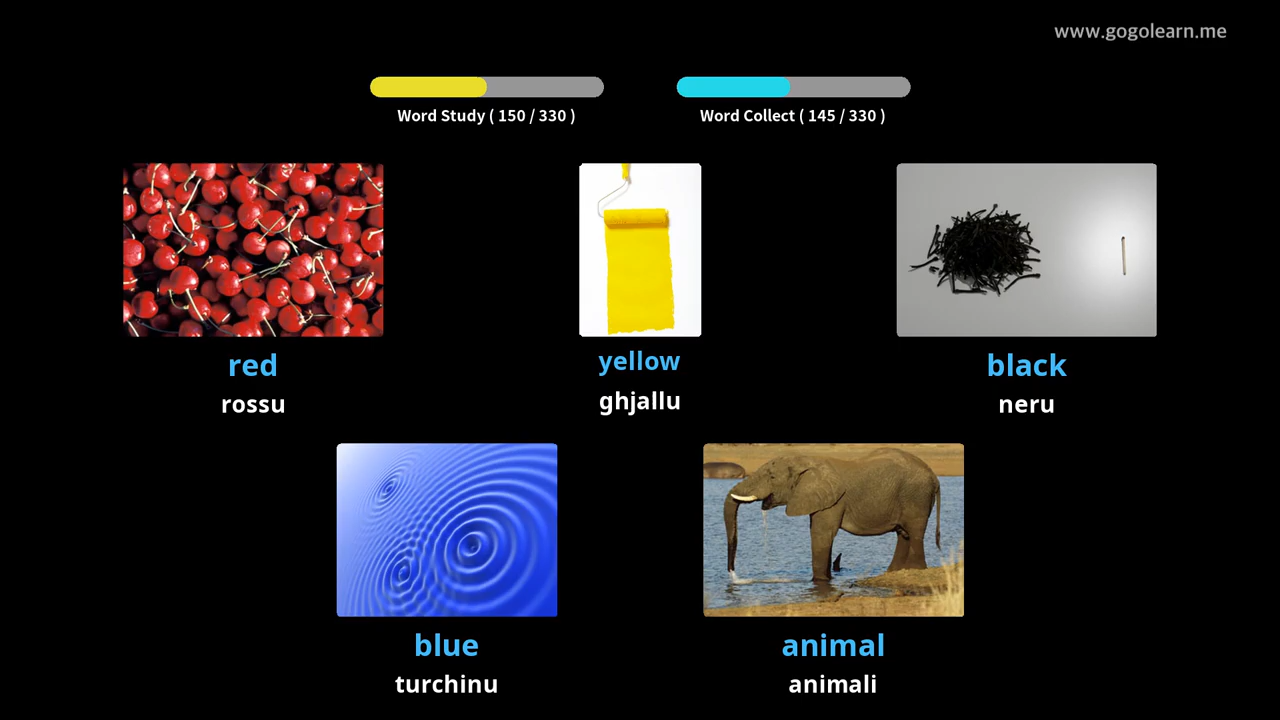 www.gogolearn.me
Word Study ( 150 / 330 )
Word Collect ( 145 / 330 )
red
rossu
yellow
ghjallu
black
neru
blue
turchinu
animal
animali